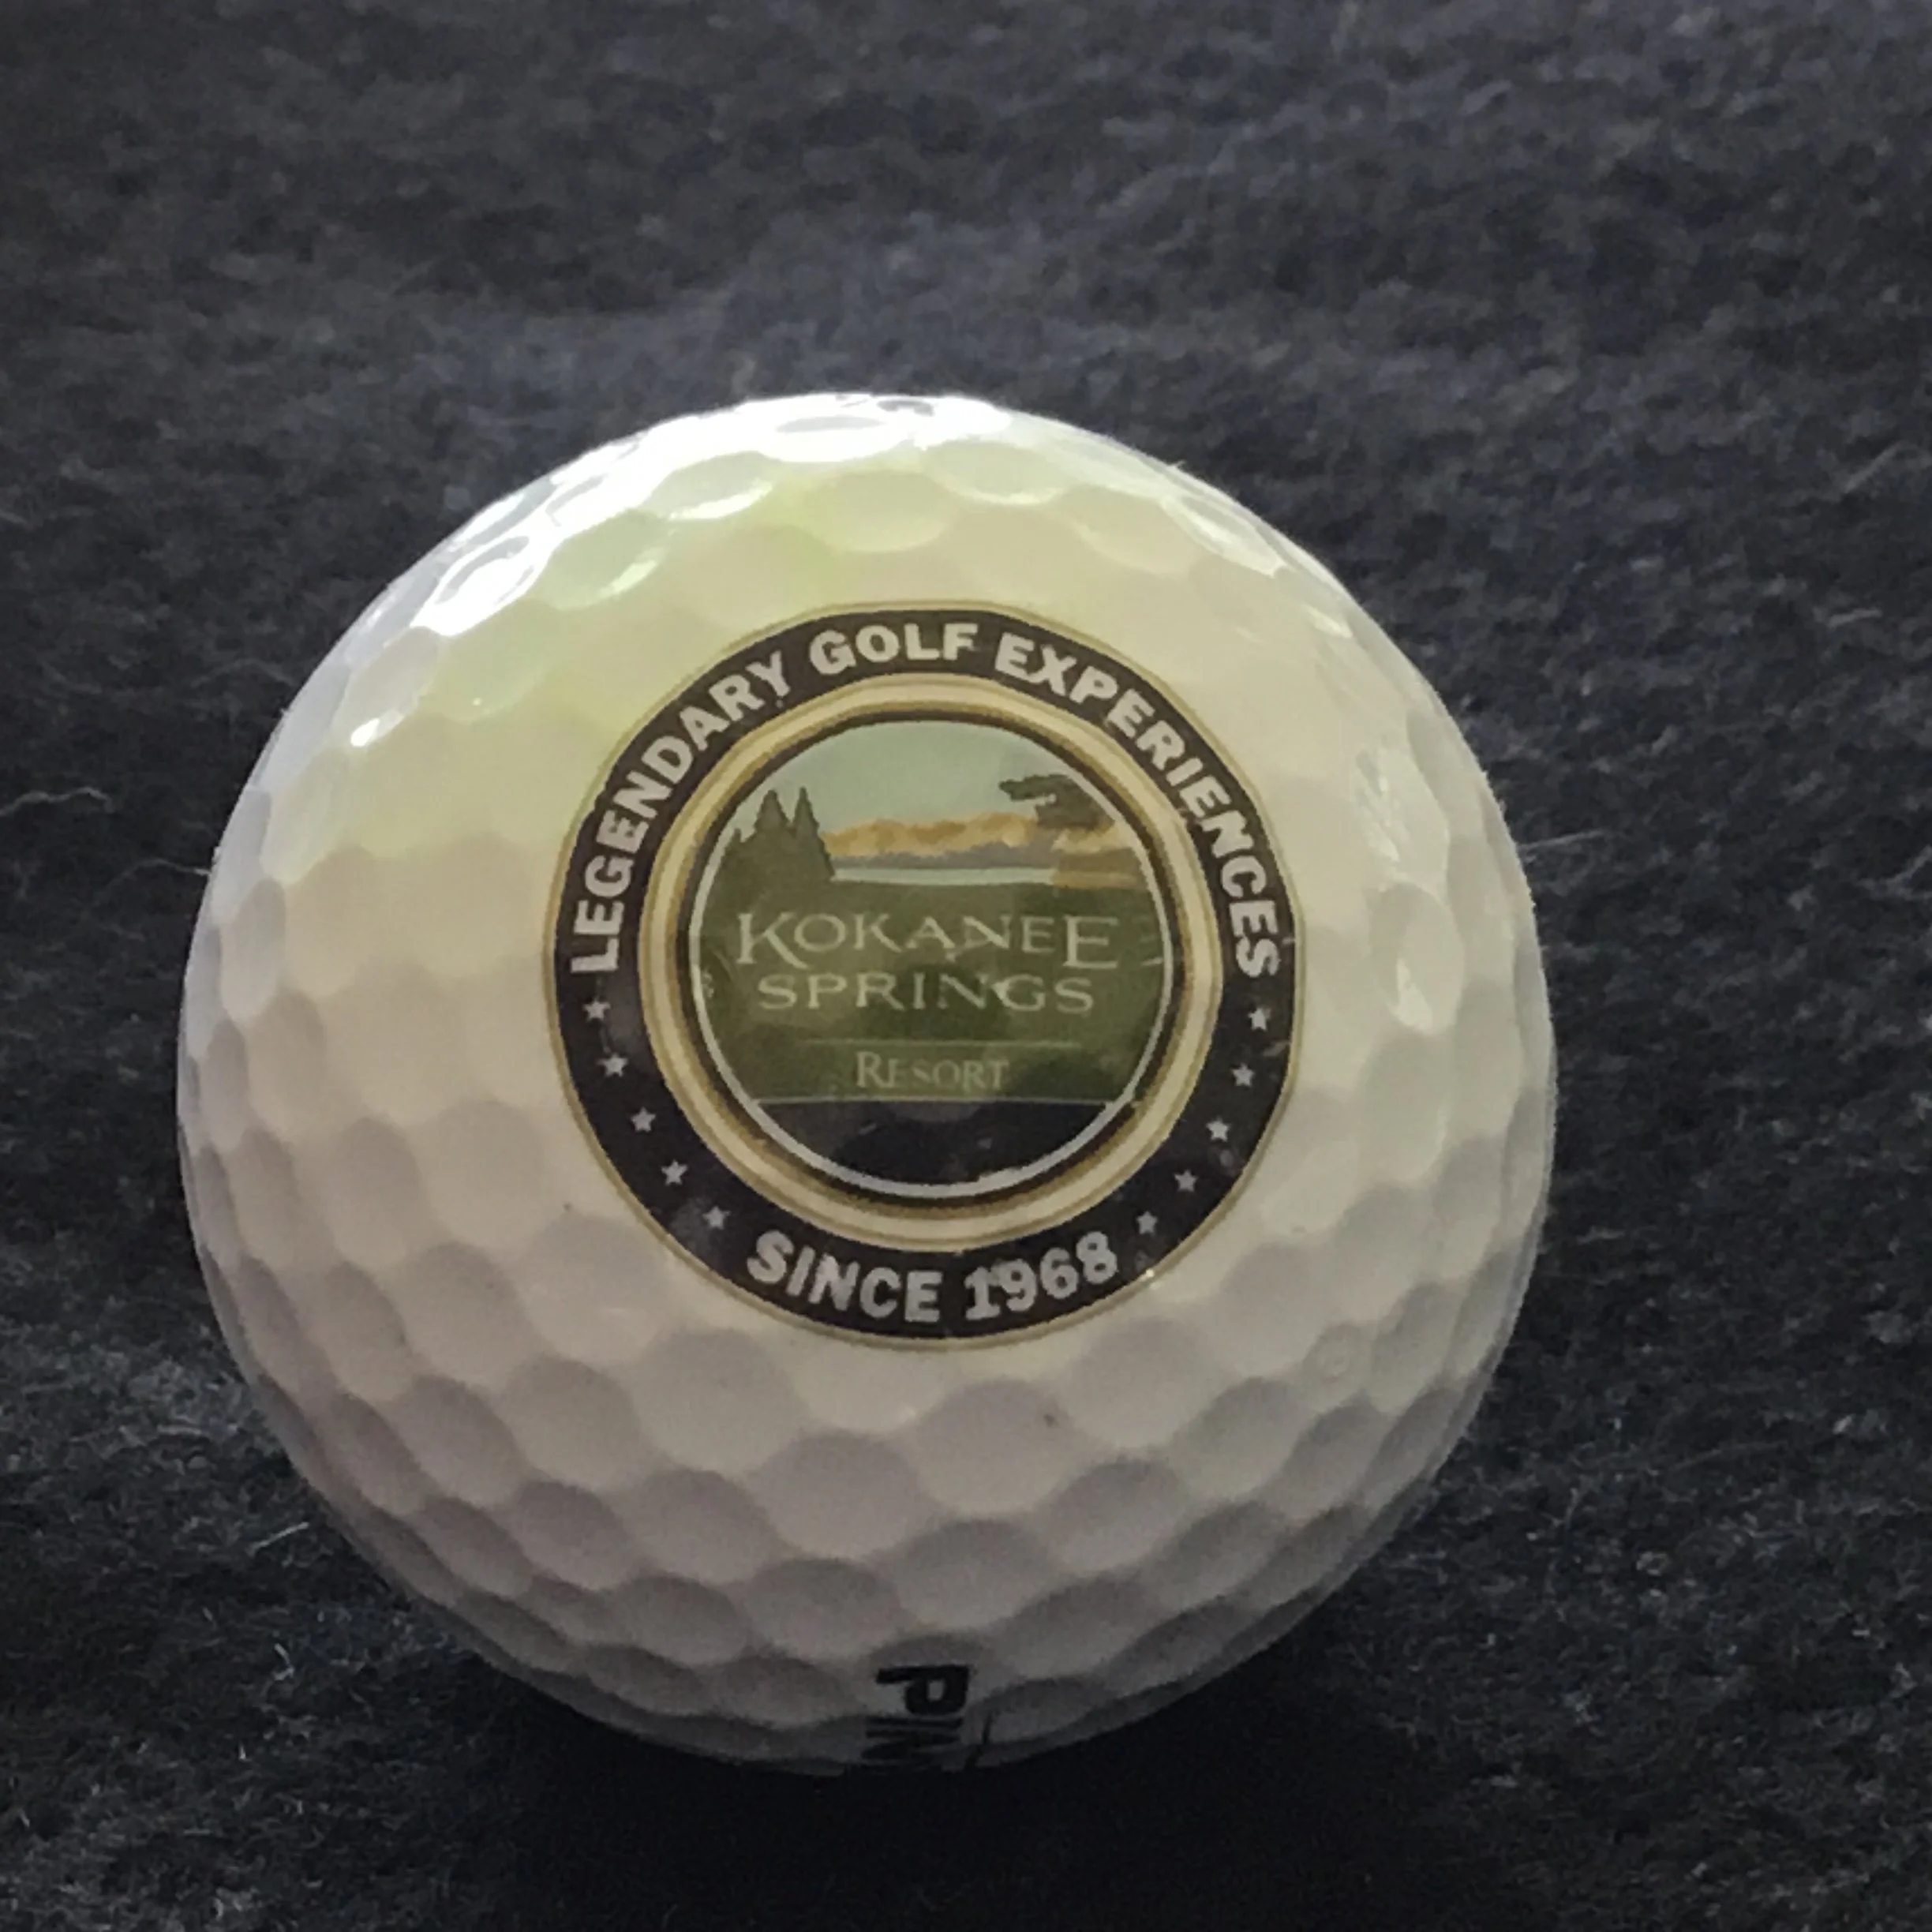 LEGENDARY GOLF EXPERIENCES
KOKANEE
SPRINGS
RESORT
SINCE 1968